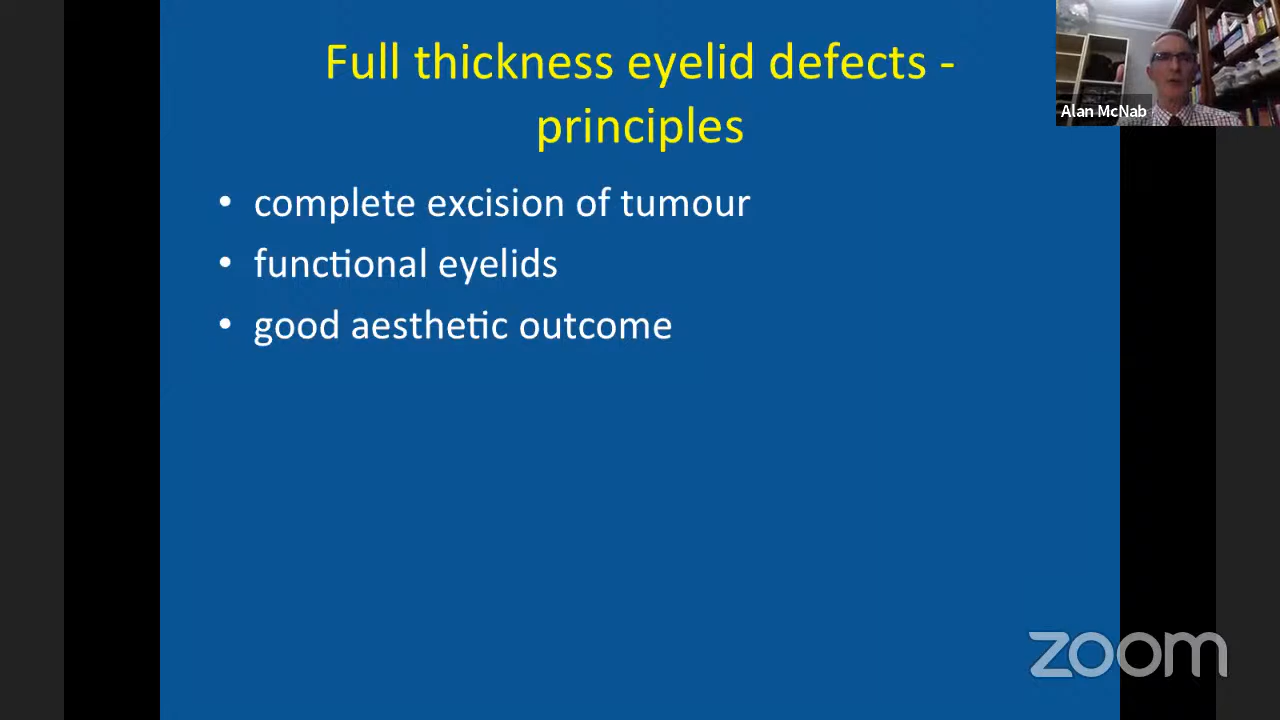 Full thickness eyelid defects -
principles
• complete excision of tumour
• functional eyelids
• good aesthetic outcome
Alan McNab
zoom